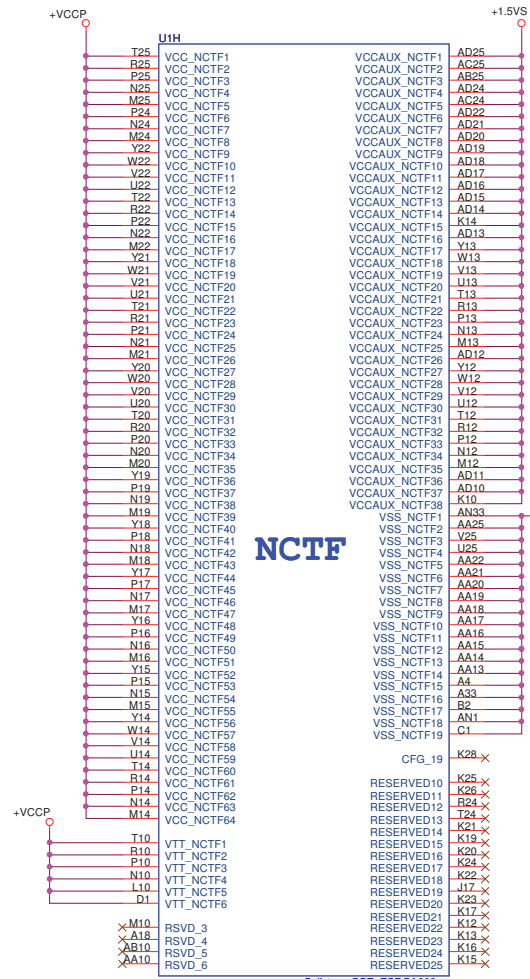 +VCCP +1.5VS
U1H
T25 VCC_NCTF1 VCCAUX_NCTF1 AD25
R25 VCC_NCTF2 VCCAUX_NCTF2 AC25
P25 VCC_NCTF3 VCCAUX_NCTF3 AB25
N25 VCC_NCTF4 VCCAUX_NCTF4 AD24
M25 VCC_NCTF5 VCCAUX_NCTF5 AC24
P24 VCC_NCTF6 VCCAUX_NCTF6 AD22
N24 VCC_NCTF7 VCCAUX_NCTF7 AD21
M24 VCC_NCTF8 VCCAUX_NCTF8 AD20
Y22 VCC_NCTF9 VCCAUX_NCTF9 AD19
W22 VCC_NCTF10 VCCAUX_NCTF10 AD18
V22 VCC_NCTF11 VCCAUX_NCTF11 AD17
U22 VCC_NCTF12 VCCAUX_NCTF12 AD16
T22 VCC_NCTF13 VCCAUX_NCTF13 AD15
R22 VCC_NCTF14 VCCAUX_NCTF14 AD14
P22 VCC_NCTF15 VCCAUX_NCTF15 K14
N22 VCC_NCTF16 VCCAUX_NCTF16 AD13
M22 VCC_NCTF17 VCCAUX_NCTF17 Y13
Y21 VCC_NCTF18 VCCAUX_NCTF18 W13
W21 VCC_NCTF19 VCCAUX_NCTF19 V13
V21 VCC_NCTF20 VCCAUX_NCTF20 U13
U21 VCC_NCTF21 VCCAUX_NCTF21 T13
T21 VCC_NCTF22 VCCAUX_NCTF22 R13
R21 VCC_NCTF23 VCCAUX_NCTF23 P13
P21 VCC_NCTF24 VCCAUX_NCTF24 N13
N21 VCC_NCTF25 VCCAUX_NCTF25 M13
M21 VCC_NCTF26 VCCAUX_NCTF26 AD12
Y20 VCC_NCTF27 VCCAUX_NCTF27 Y12
W20 VCC_NCTF28 VCCAUX_NCTF28 W12
V20 VCC_NCTF29 VCCAUX_NCTF29 V12
U20 VCC_NCTF30 VCCAUX_NCTF30 U12
T20 VCC_NCTF31 VCCAUX_NCTF31 T12
R20 VCC_NCTF32 VCCAUX_NCTF32 R12
P20 VCC_NCTF33 VCCAUX_NCTF33 P12
N20 VCC_NCTF34 VCCAUX_NCTF34 N12
M20 VCC_NCTF35 VCCAUX_NCTF35 M12
Y19 VCC_NCTF36 VCCAUX_NCTF36 AD11
P19 VCC_NCTF37 VCCAUX_NCTF37 AD10
N19 VCC_NCTF38 VCCAUX_NCTF38 K10
M19 VCC_NCTF39 VSS_NCTF1 AN33
Y18 VCC_NCTF40 VSS_NCTF2 AA25
P18 VCC_NCTF41 VSS_NCTF3 V25
N18 VCC_NCTF42 VSS_NCTF4 U25
NCTF
M18 VCC_NCTF43 VSS_NCTF5 AA22
Y17 VCC_NCTF44 VSS_NCTF6 AA21
P17 VCC_NCTF45 VSS_NCTF7 AA20
N17 VCC_NCTF46 VSS_NCTF8 AA19
M17 VCC_NCTF47 VSS_NCTF9 AA18
Y16 VCC_NCTF48 VSS_NCTF10 AA17
P16 VCC_NCTF49 VSS_NCTF11 AA16
N16 VCC_NCTF50 VSS_NCTF12 AA15
M16 VCC_NCTF51 VSS_NCTF13 AA14
Y15 VCC_NCTF52 VSS_NCTF14 AA13
P15 VCC_NCTF53 VSS_NCTF15 A4
N15 VCC_NCTF54 VSS_NCTF16 A33
M15 VCC_NCTF55 VSS_NCTF17 B2
Y14 VCC_NCTF56 VSS_NCTF18 AN1
W14 VCC_NCTF57 VSS_NCTF19 C1
V14 VCC_NCTF58
U14 VCC_NCTF59 CFG_19 K28
T14 VCC_NCTF60
R14 VCC_NCTF61 RESERVED10 K25
P14 VCC_NCTF62 RESERVED11 K26
N14 VCC_NCTF63 RESERVED12 R24
M14 VCC_NCTF64 RESERVED13 T24
+VCCP
RESERVED14 K21
T10 VTT_NCTF1 RESERVED15 K19
R10 VTT_NCTF2 RESERVED16 K20
P10 VTT_NCTF3 RESERVED17 K24
N10 VTT_NCTF4 RESERVED18 K22
L10 VTT_NCTF5 RESERVED19 J17
D1 VTT_NCTF6 RESERVED20 K23
RESERVED21 K17
M10 RSVD_3 RESERVED22 K12
A18 RSVD_4 RESERVED23 K13
AB10 RSVD_5 RESERVED24 K16
AA10 RSVD_6 RESERVED25 K15